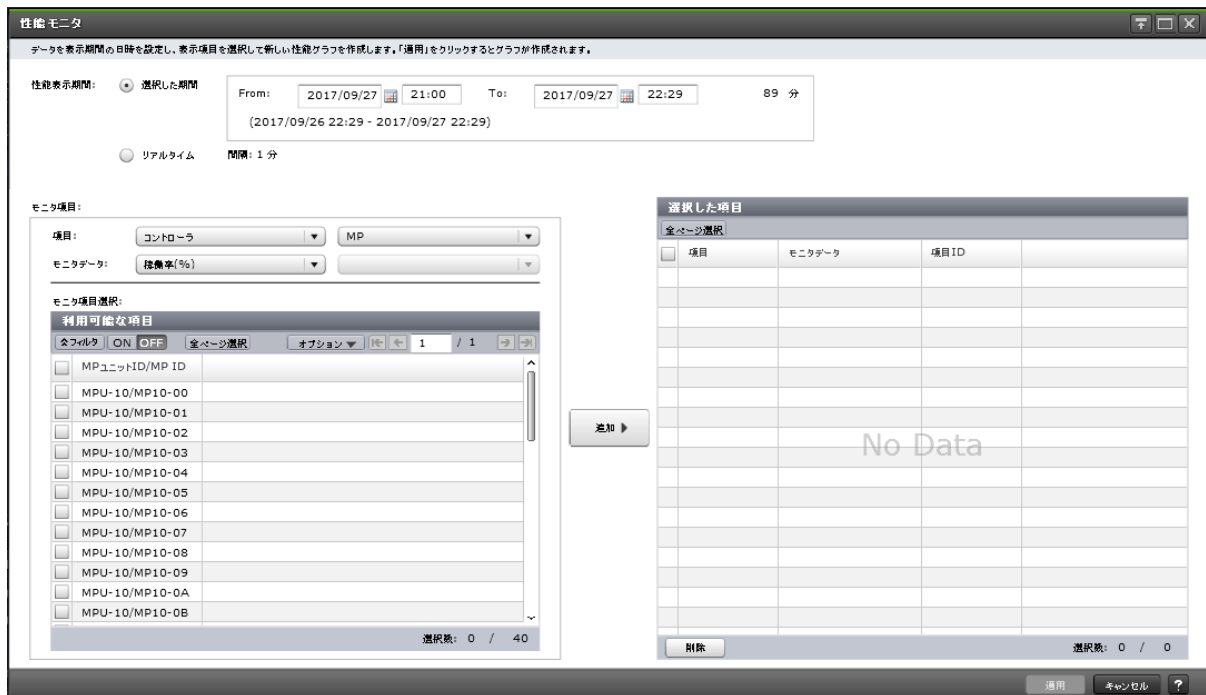 性能モニタ
データを表示期間の日時を設定し、表示項目を選択して新しい性能グラフを作成します。「適用」をクリックするとグラフが作成されます。
性能表示期間: 選択した期間 From: 2017/09/27 21:00 To: 2017/09/27 22:29 89 分
(2017/09/26 22:29 - 2017/09/27 22:29)
リアルタイム 間隔: 1 分
モニタ項目:
項目: コントローラ MP
モニタデータ: 稼働率(%)
モニタ項目選択:
利用可能な項目
全フィルタ ON OFF 全ページ選択 オプション 1 / 1
MPユニットID/MP ID
MPU-10/MP10-00
MPU-10/MP10-01
MPU-10/MP10-02
MPU-10/MP10-03
MPU-10/MP10-04
MPU-10/MP10-05
MPU-10/MP10-06
MPU-10/MP10-07
MPU-10/MP10-08
MPU-10/MP10-09
MPU-10/MP10-0A
MPU-10/MP10-0B
選択数: 0 / 40
追加
選択した項目
全ページ選択
項目 モニタデータ 項目ID
No Data
削除 選択数: 0 / 0
適用 キャンセル ?